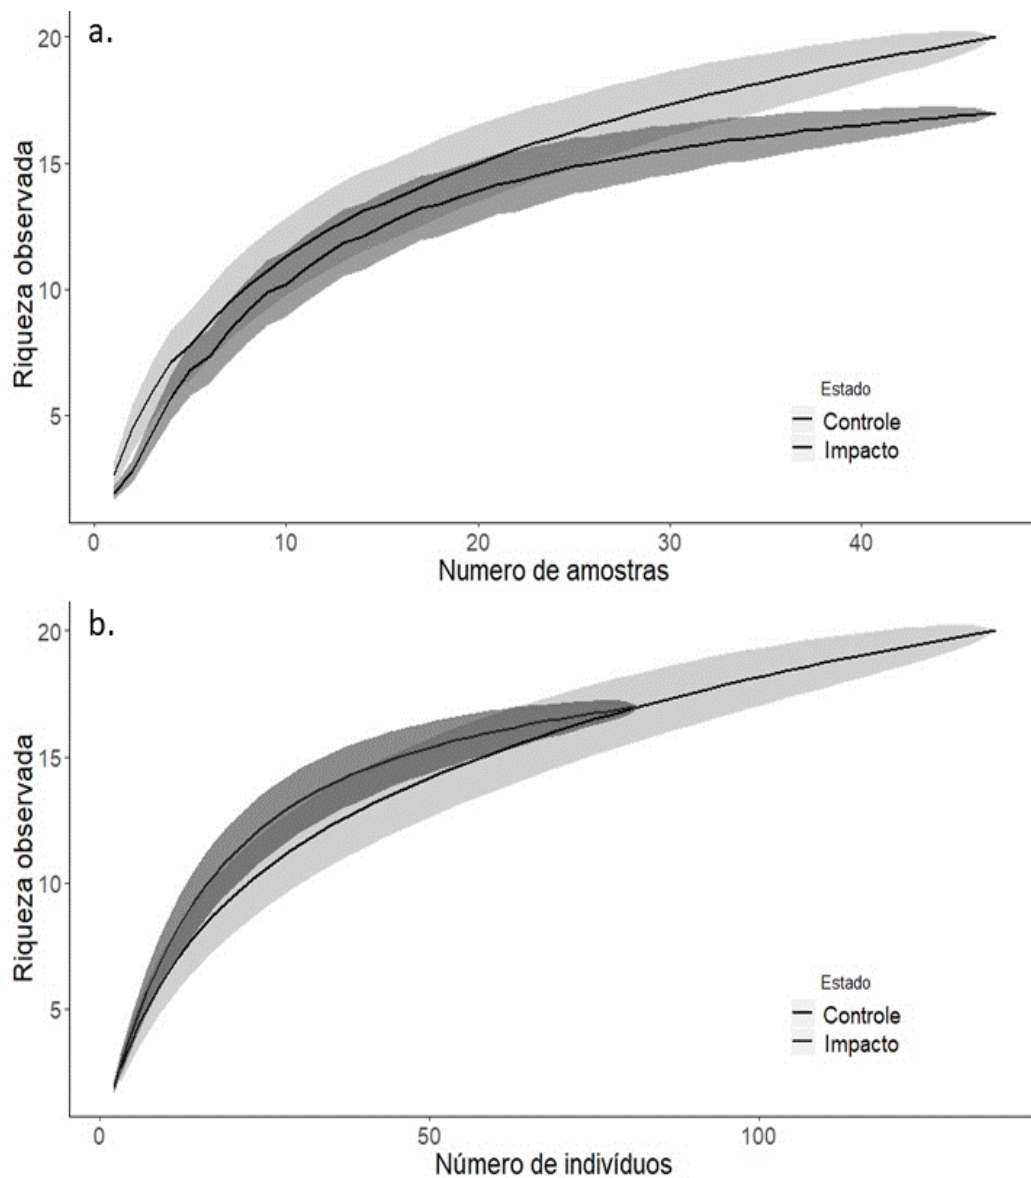 a.
20
15
10
5
Riqueza observada
Estado
Controle
Impacto
0 10 20 30 40
Numero de amostras
b.
20
15
10
5
Riqueza observada
Estado
Controle
Impacto
0 50 100
Número de indivíduos